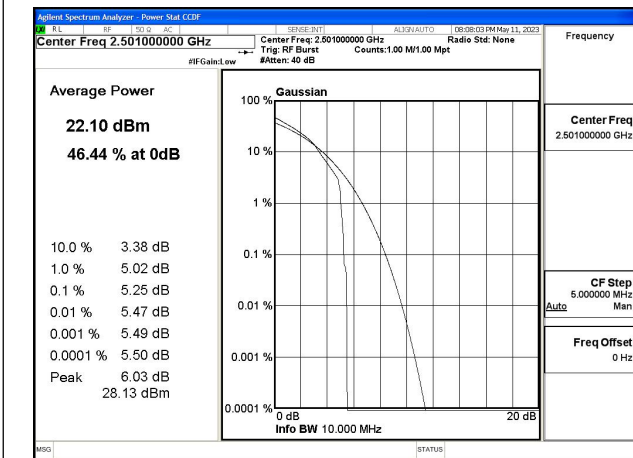 Agilent Spectrum Analyzer - Power Stat CCDF
RL RF 50 Ω AC SENSE:INT ALIGN AUTO 08:08:03 PM May 11, 2023
Center Freq 2.501000000 GHz
Center Freq: 2.501000000 GHz Radio Std: None
Trig: RF Burst Counts:1.00 M/1.00 Mpt
#IFGain:Low #Atten: 40 dB
Frequency
Average Power
22.10 dBm
46.44 % at 0dB
10.0 % 3.38 dB
1.0 % 5.02 dB
0.1 % 5.25 dB
0.01 % 5.47 dB
0.001 % 5.49 dB
0.0001 % 5.50 dB
Peak 6.03 dB
28.13 dBm
Gaussian
100 %
10 %
1 %
0.1 %
0.01 %
0.001 %
0.0001 %
0 dB 20 dB
Info BW 10.000 MHz
Center Freq
2.501000000 GHz
CF Step
5.000000 MHz
Auto Man
Freq Offset
0 Hz
MSG STATUS